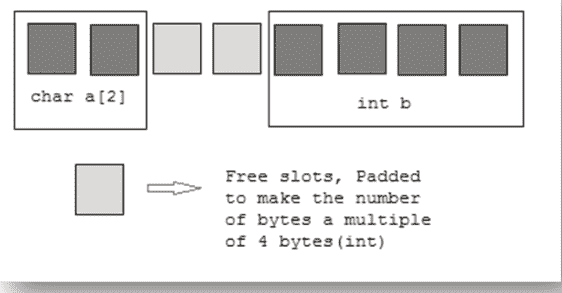 char a[2]
int b
Free slots, Padded
to make the number
of bytes a multiple
of 4 bytes(int)